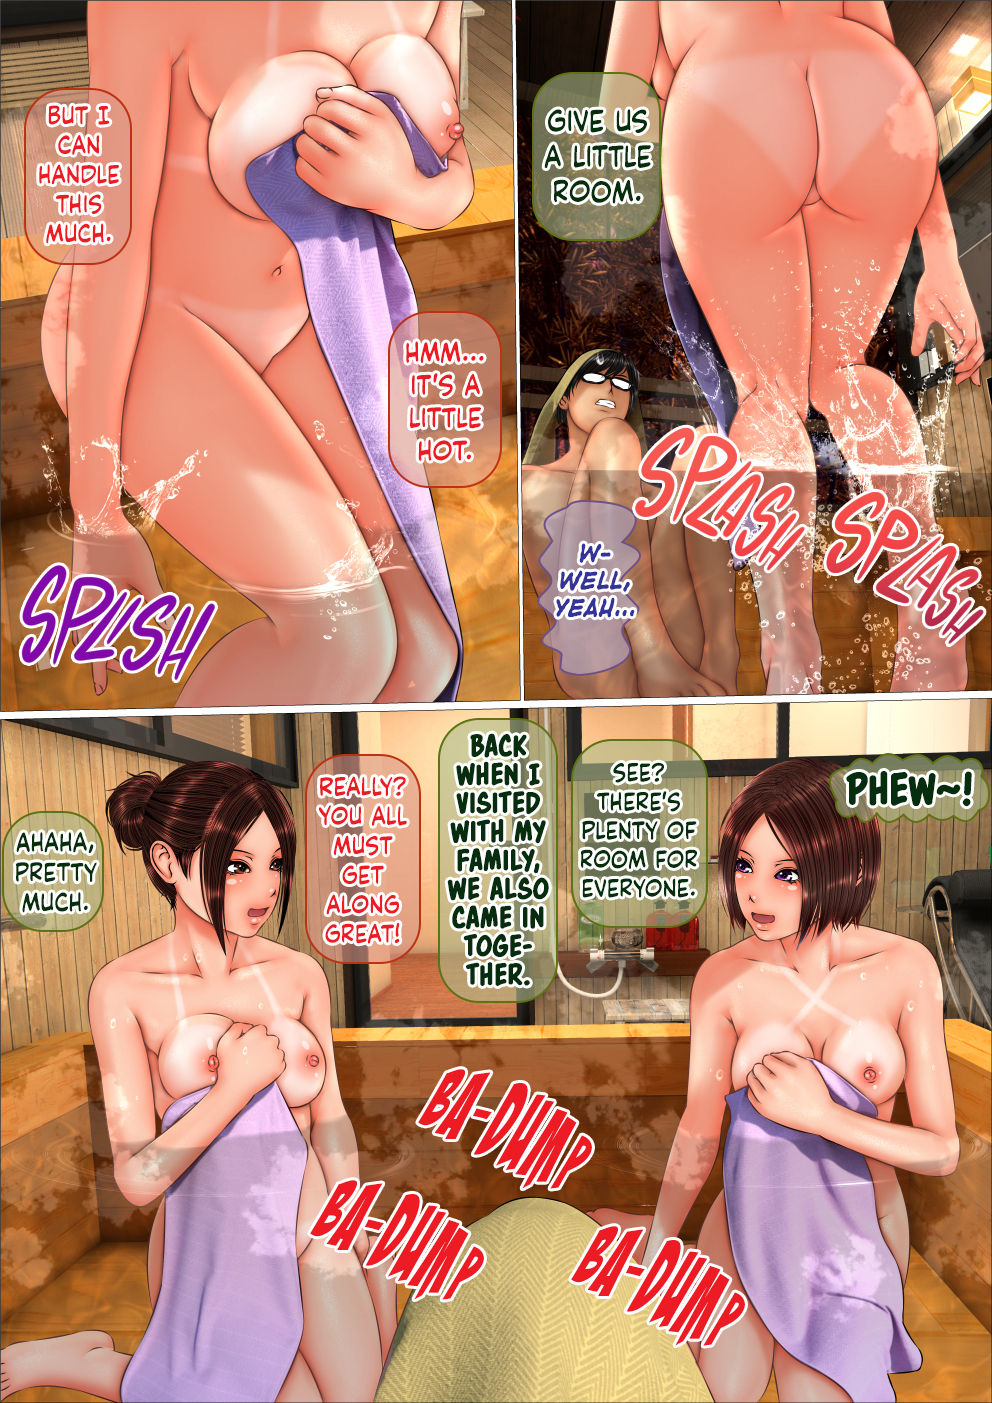 GIVE US
A LITTLE
ROOM.
SPLASH
SPLASH
W-
WELL,
YEAH...
BUT I
CAN
HANDLE
THIS
MUCH.
HMM...
IT'S A
LITTLE
HOT.
SPLISH
PHEW~!
SEE?
THERE'S
PLENTY OF
ROOM FOR
EVERYONE.
BACK
WHEN I
VISITED
WITH MY
FAMILY,
WE ALSO
CAME IN
TOGE-
THER.
REALLY?
YOU ALL
MUST
GET
ALONG
GREAT!
AHAHA,
PRETTY
MUCH.
BA-DUMP
BA-DUMP
BA-DUMP